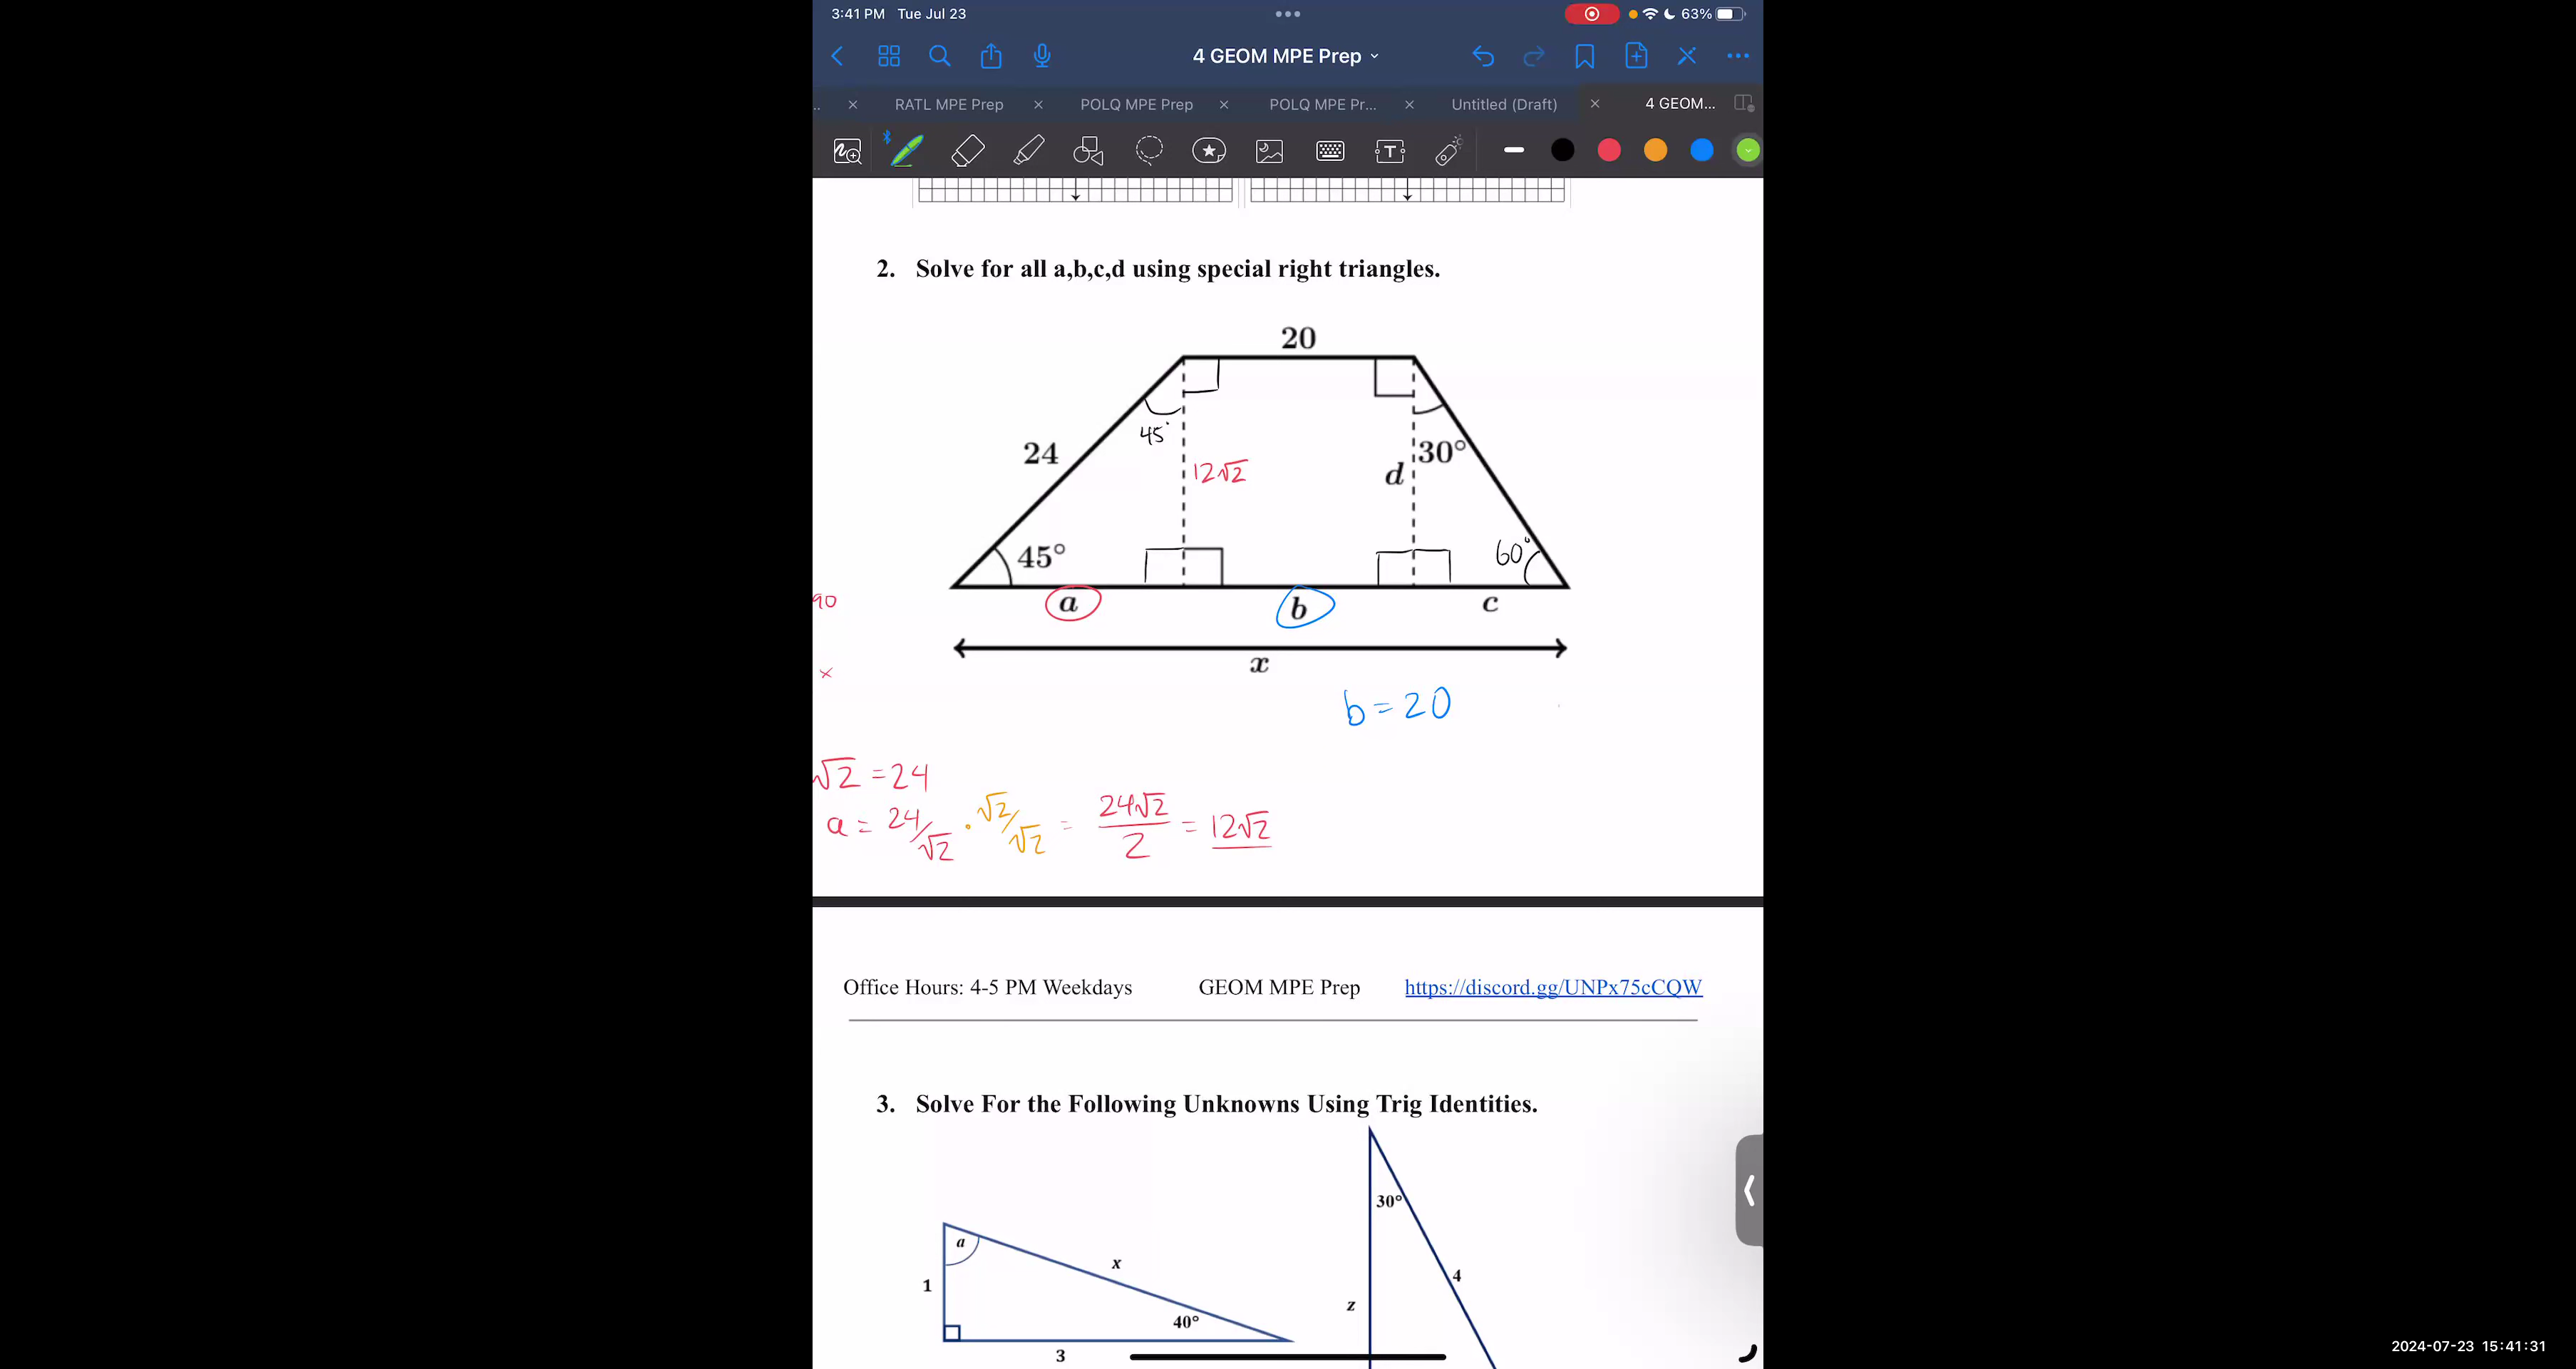 3:41 PM Tue Jul 23
63%
4 GEOM MPE Prep
.. RATL MPE Prep POLQ MPE Prep POLQ MPE Pr... Untitled (Draft) 4 GEOM...
2. Solve for all a,b,c,d using special right triangles.
20
45°
24
30°
12√2
d
45°
60°
a
b
c
90
x
x
b = 20
√2 = 24
a = 24/√2 · √2/√2 = 24√2/2 = 12√2
Office Hours: 4-5 PM Weekdays GEOM MPE Prep https://discord.gg/UNPx75cCQW
3. Solve For the Following Unknowns Using Trig Identities.
30°
a
x
1
4
z
40°
3
2024-07-23 15:41:31